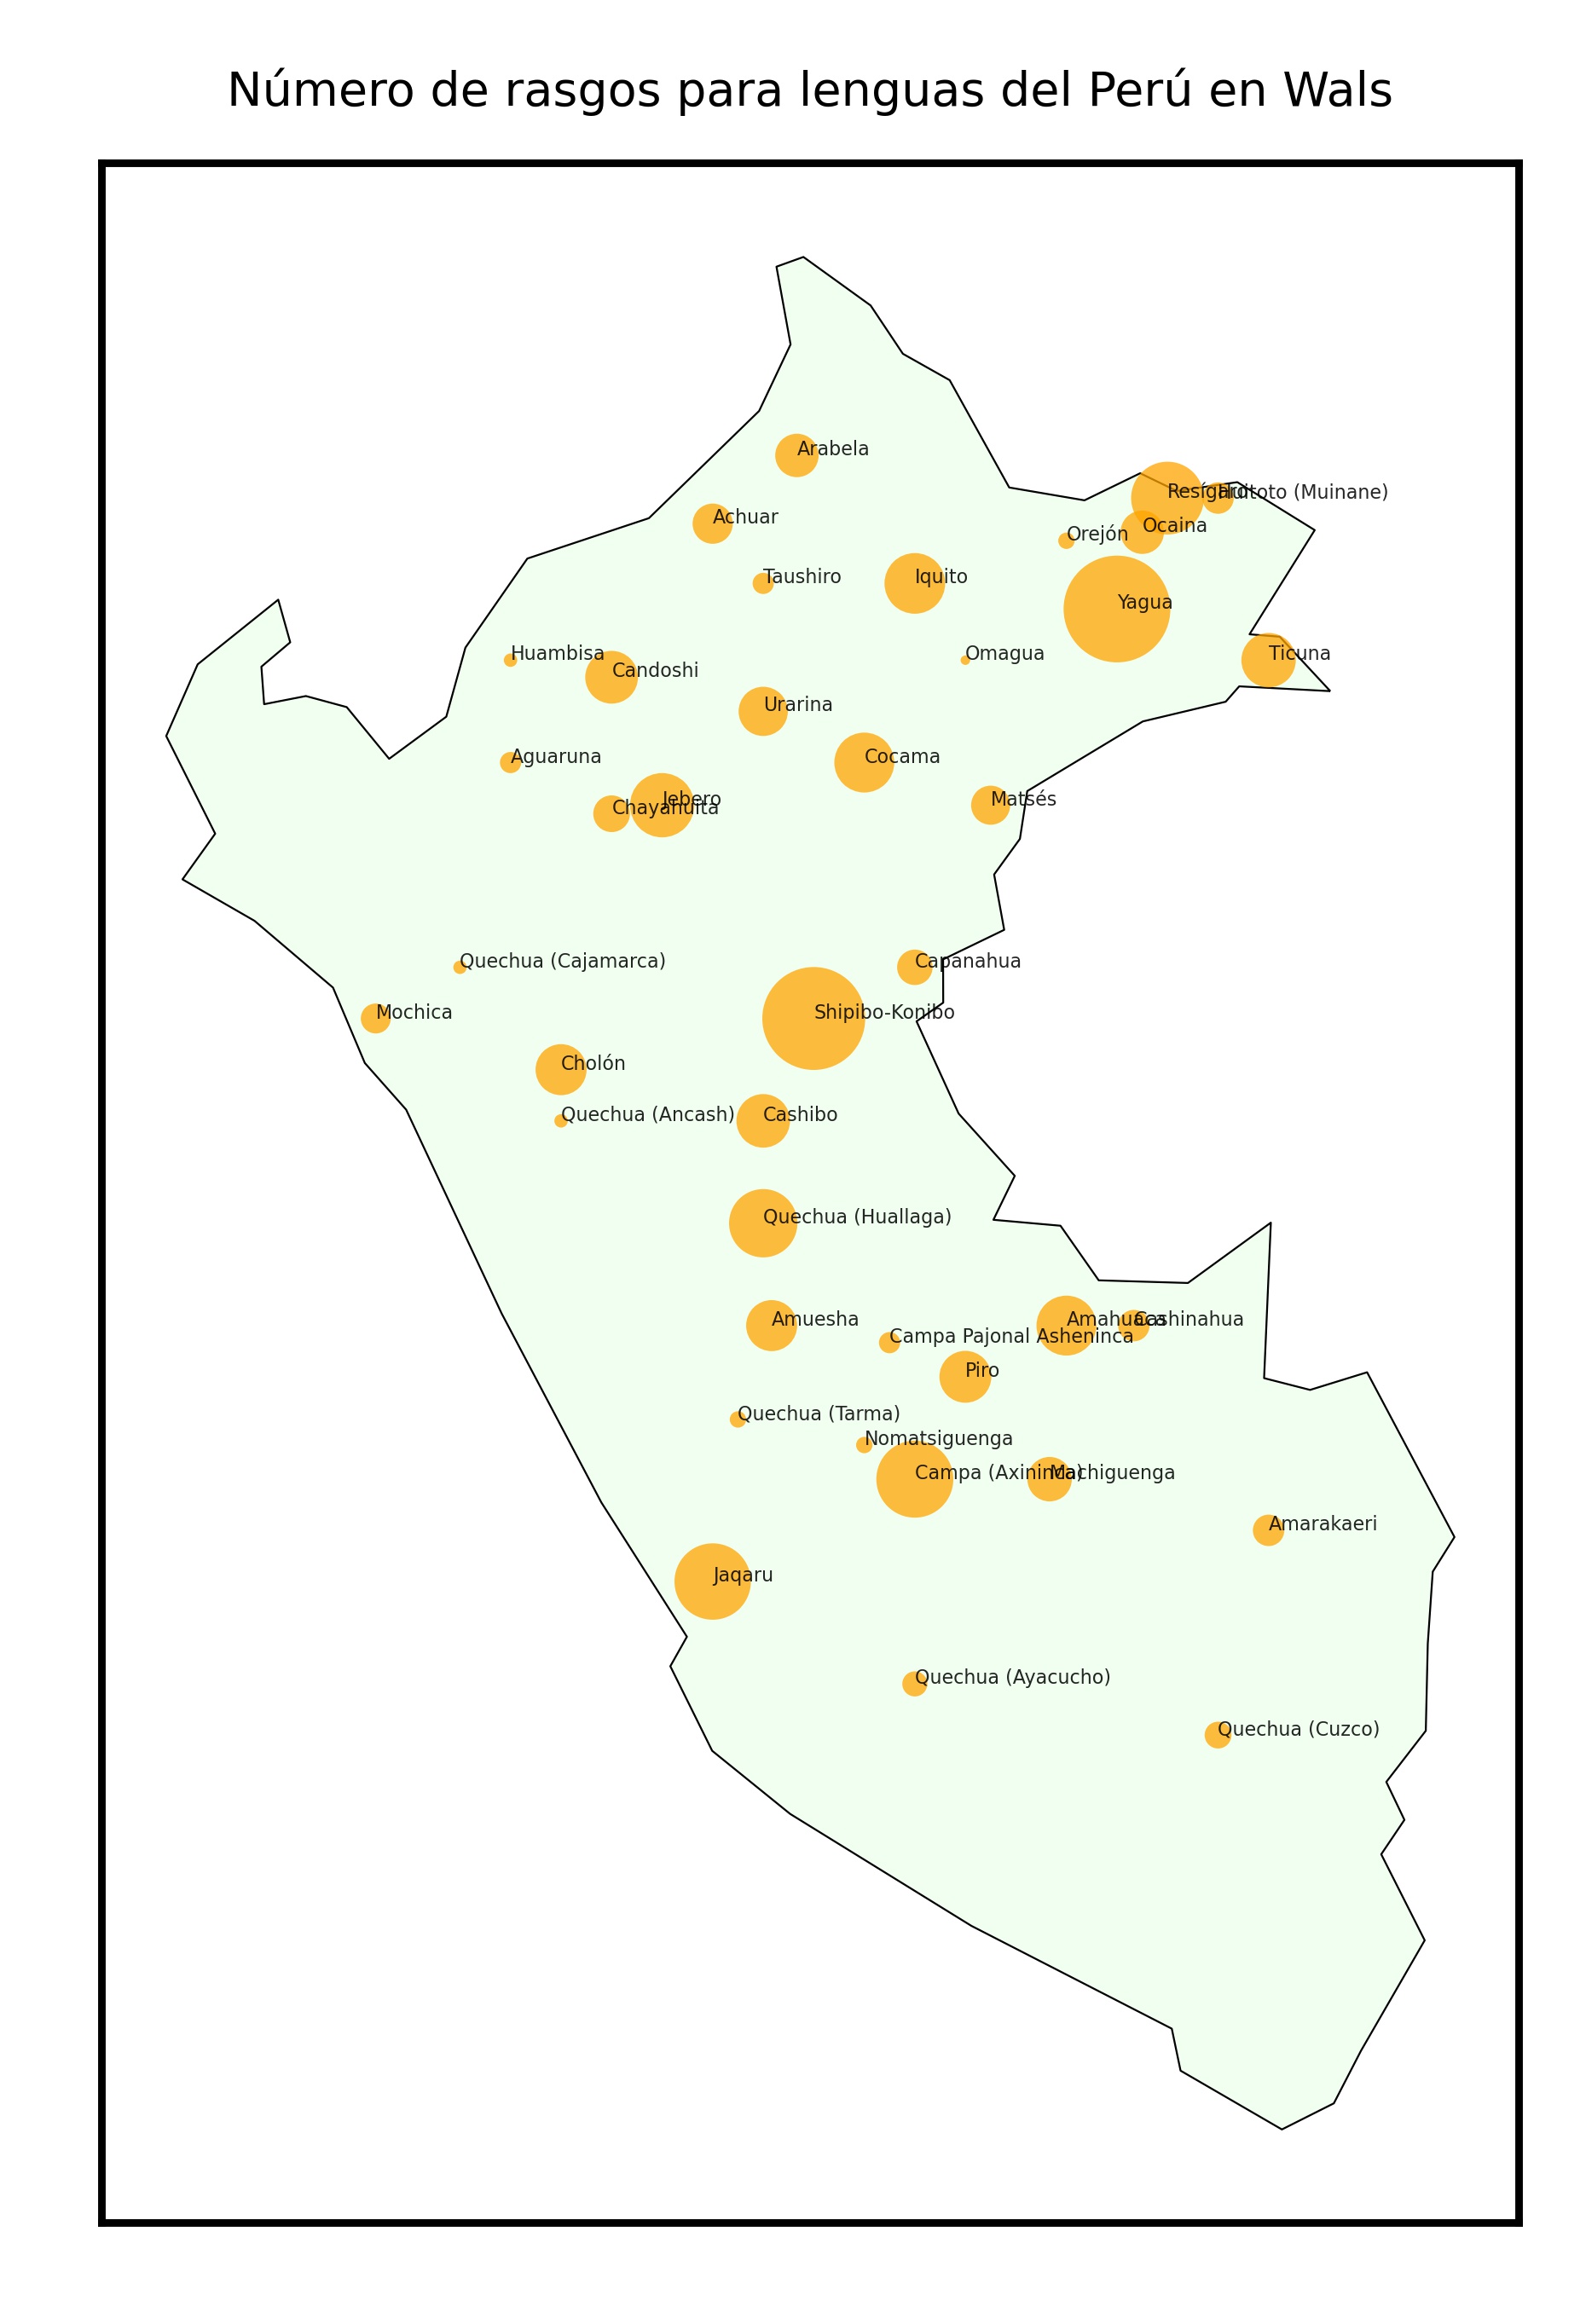 Número de rasgos para lenguas del Perú en Wals
Arabela
Resígaro
Huitoto (Muinane)
Achuar
Ocaina
Orejón
Taushiro
Iquito
Yagua
Huambisa
Omagua
Ticuna
Candoshi
Urarina
Aguaruna
Cocama
Jebero
Matsés
Chayahuita
Quechua (Cajamarca)
Capanahua
Mochica
Shipibo-Konibo
Cholón
Quechua (Ancash)
Cashibo
Quechua (Huallaga)
Amuesha
Amahuaca
Cashinahua
Campa Pajonal Asheninca
Piro
Quechua (Tarma)
Nomatsiguenga
Campa (Axininca)
Machiguenga
Amarakaeri
Jaqaru
Quechua (Ayacucho)
Quechua (Cuzco)